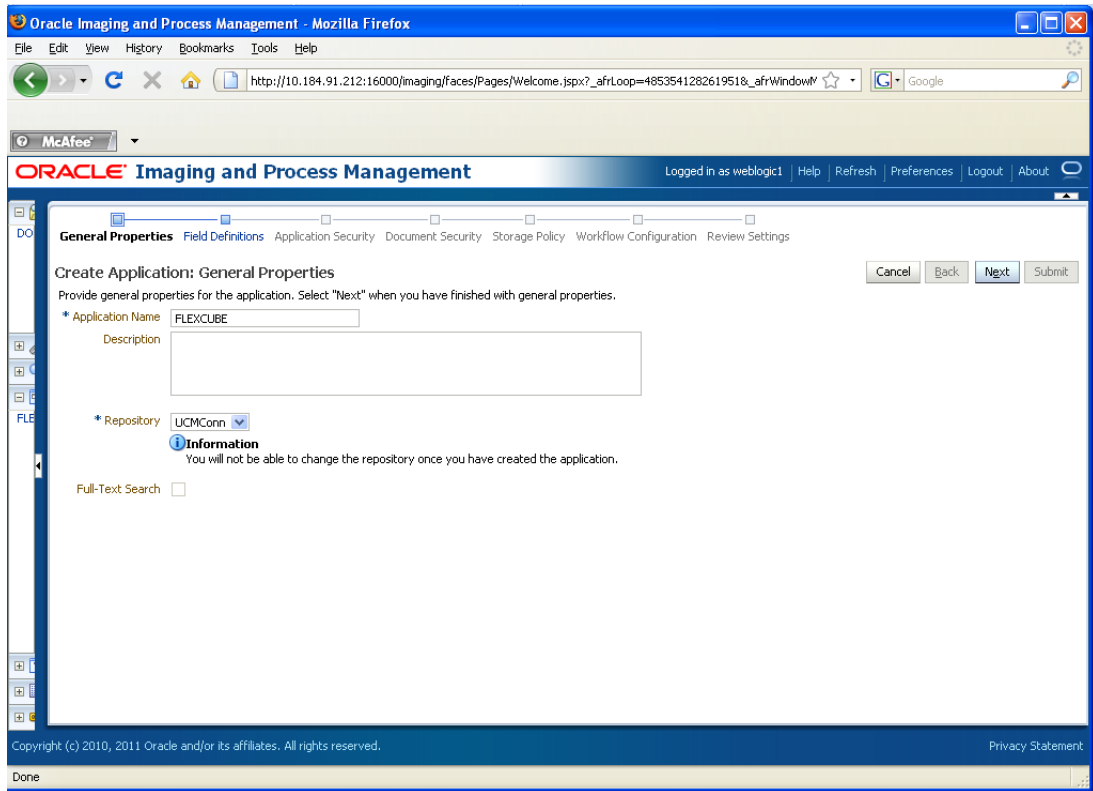 Oracle Imaging and Process Management - Mozilla Firefox
File Edit View History Bookmarks Tools Help
http://10.184.91.212:16000/imaging/faces/Pages/Welcome.jspx?_afrLoop=4853541282619518&_afrWindowM
G Google
McAfee
ORACLE Imaging and Process Management
Logged in as weblogic1 | Help | Refresh | Preferences | Logout | About
DO
General Properties Field Definitions Application Security Document Security Storage Policy Workflow Configuration Review Settings
Create Application: General Properties
Cancel Back Next Submit
Provide general properties for the application. Select "Next" when you have finished with general properties.
* Application Name FLEXCUBE
Description
FLE
* Repository UCMConn
Information
You will not be able to change the repository once you have created the application.
Full-Text Search
Copyright (c) 2010, 2011 Oracle and/or its affiliates. All rights reserved.
Privacy Statement
Done